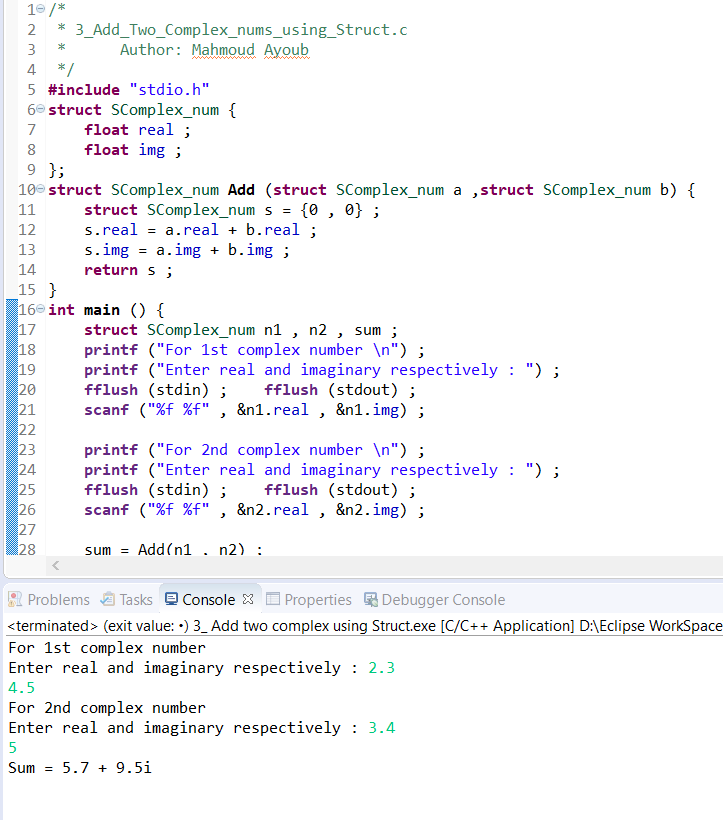 1 /*
2 * 3_Add_Two_Complex_nums_using_Struct.c
3 * Author: Mahmoud Ayoub
4 */
5 #include "stdio.h"
6 struct SComplex_num {
7 float real ;
8 float img ;
9 };
10 struct SComplex_num Add (struct SComplex_num a ,struct SComplex_num b) {
11 struct SComplex_num s = {0 , 0} ;
12 s.real = a.real + b.real ;
13 s.img = a.img + b.img ;
14 return s ;
15 }
16 int main () {
17 struct SComplex_num n1 , n2 , sum ;
18 printf ("For 1st complex number \n") ;
19 printf ("Enter real and imaginary respectively : ") ;
20 fflush (stdin) ; fflush (stdout) ;
21 scanf ("%f %f" , &n1.real , &n1.img) ;
22
23 printf ("For 2nd complex number \n") ;
24 printf ("Enter real and imaginary respectively : ") ;
25 fflush (stdin) ; fflush (stdout) ;
26 scanf ("%f %f" , &n2.real , &n2.img) ;
27
28 sum = Add(n1 , n2) ;
Problems Tasks Console Properties Debugger Console
<terminated> (exit value: •) 3_ Add two complex using Struct.exe [C/C++ Application] D:\Eclipse WorkSpace
For 1st complex number
Enter real and imaginary respectively : 2.3
4.5
For 2nd complex number
Enter real and imaginary respectively : 3.4
5
Sum = 5.7 + 9.5i